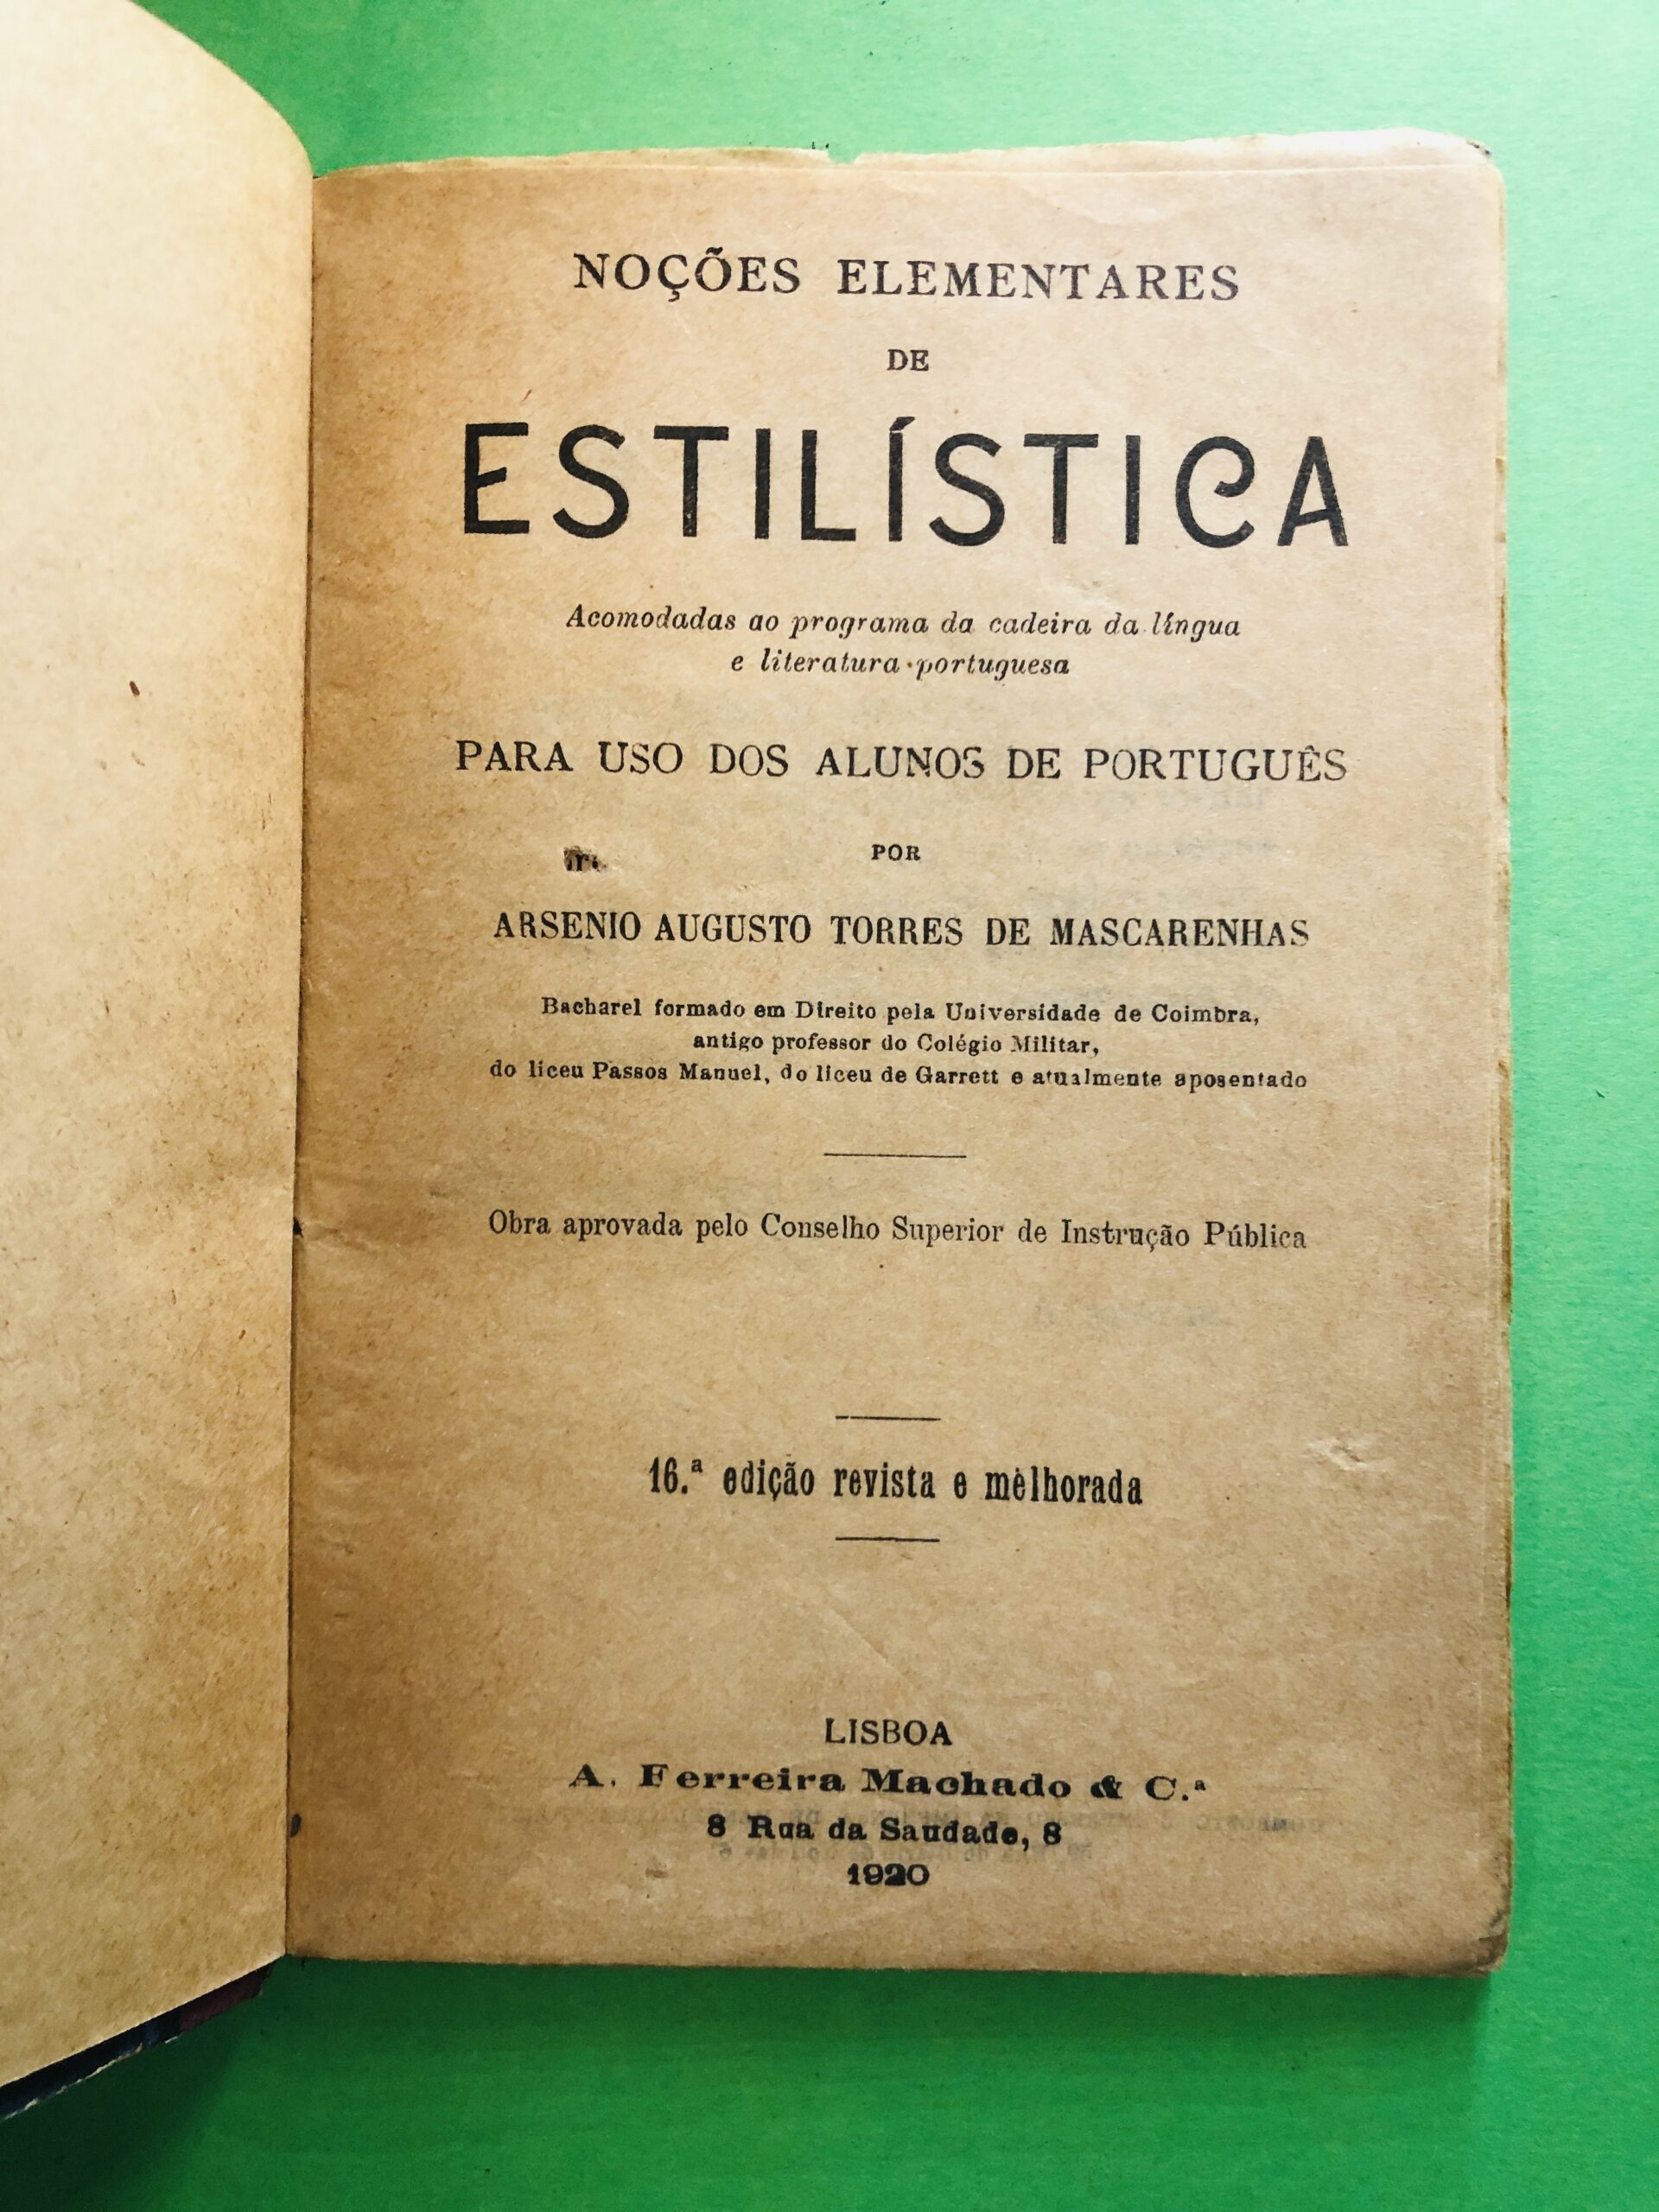 NOÇÕES ELEMENTARES
DE
ESTILÍSTICA
Acomodadas ao programa da cadeira da língua
e literatura portuguesa
PARA USO DOS ALUNOS DE PORTUGUÊS
POR
ARSENIO AUGUSTO TORRES DE MASCARENHAS
Bacharel formado em Direito pela Universidade de Coimbra,
antigo professor do Colégio Militar,
do liceu Passos Manuel, do liceu de Garrett e atualmente aposentado
Obra aprovada pelo Conselho Superior de Instrução Pública
16.ª edição revista e melhorada
LISBOA
A. Ferreira Machado & C.ª
8 Rua da Saudade, 8
1920